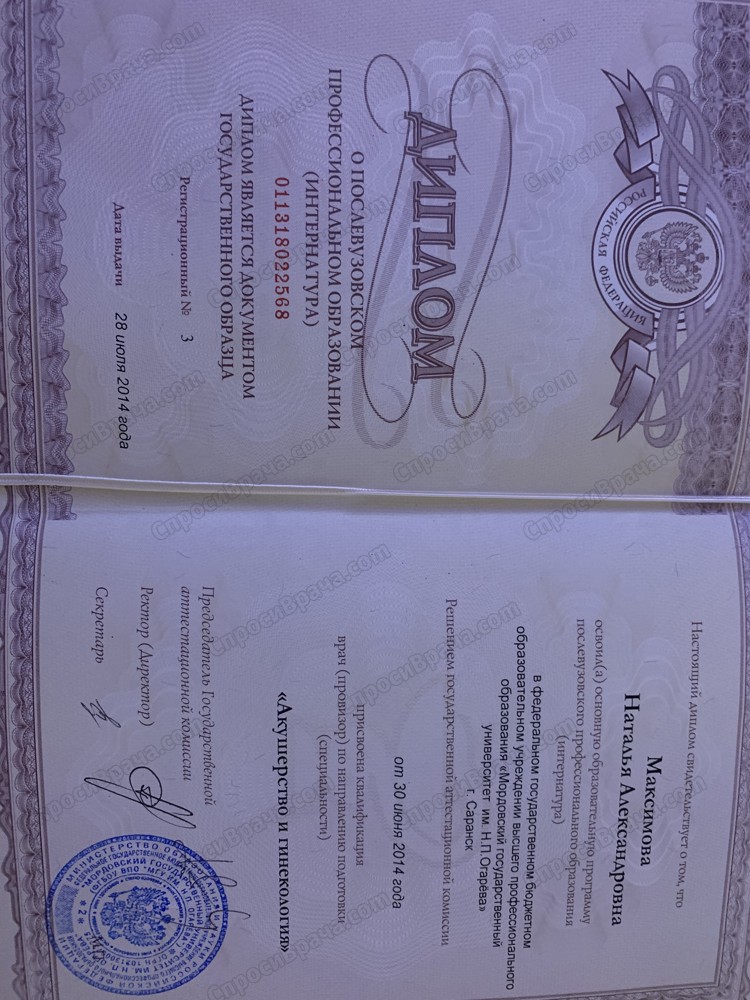 РОССИЙСКАЯ ФЕДЕРАЦИЯ
ДИПЛОМ
О ПОСЛЕВУЗОВСКОМ
ПРОФЕССИОНАЛЬНОМ ОБРАЗОВАНИИ
(ИНТЕРНАТУРА)
011318022568
ДИПЛОМ ЯВЛЯЕТСЯ ДОКУМЕНТОМ
ГОСУДАРСТВЕННОГО ОБРАЗЦА
Регистрационный № 3
Дата выдачи 28 июля 2014 года
Настоящий диплом свидетельствует о том, что
Максимова
Наталья Александровна
освоил(а) основную образовательную программу
послевузовского профессионального образования
(интернатура)
в федеральном государственном бюджетном
образовательном учреждении высшего профессионального
образования «Мордовский государственный
университет им. Н.П.Огарёва»
г. Саранск
Решением государственной аттестационной комиссии
от 30 июня 2014 года
присвоена квалификация
врач (провизор) по направлению подготовки
(специальности)
«Акушерство и гинекология»
Председатель Государственной
аттестационной комиссии
Ректор (Директор)
Секретарь
МП
СпросиВрача.com